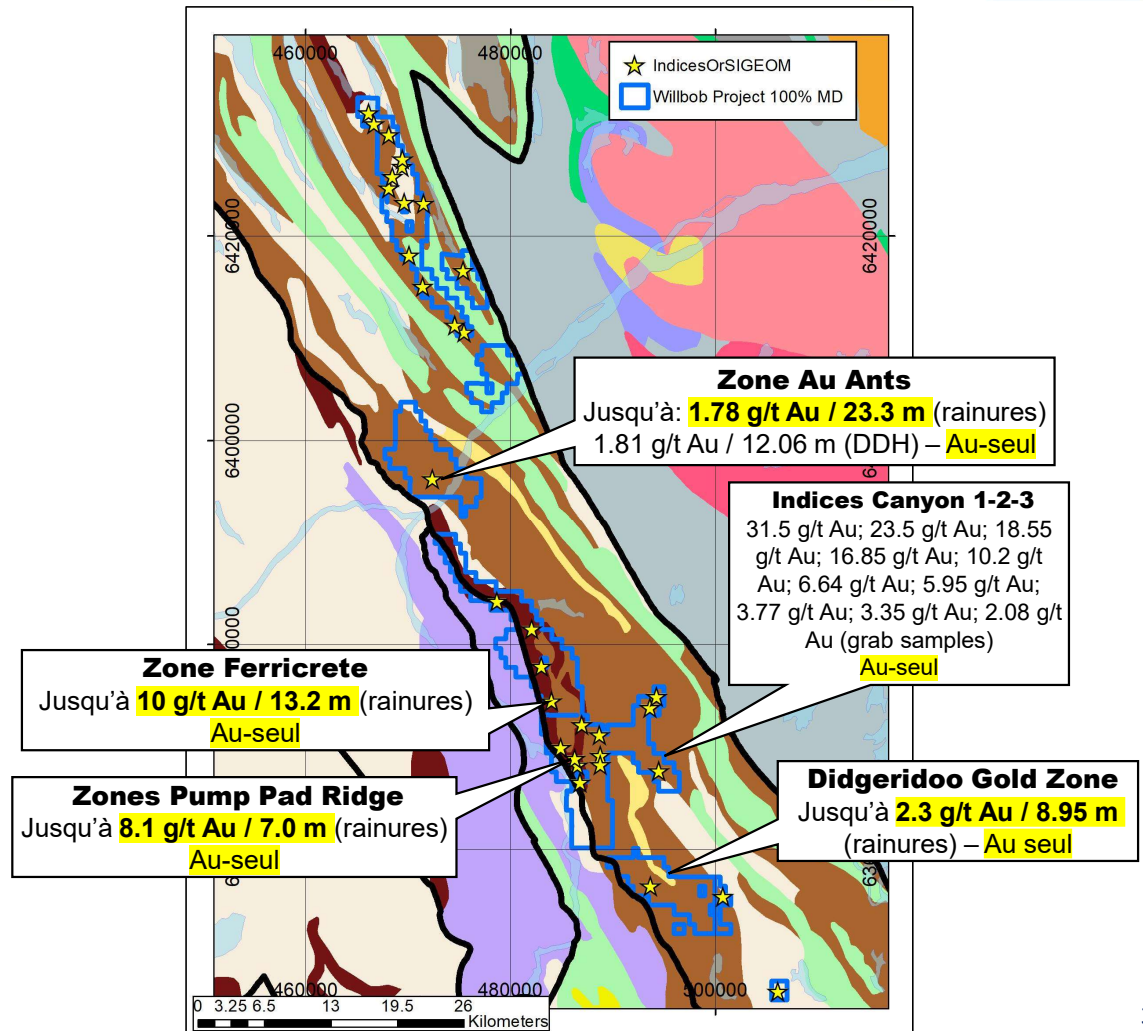 460000
480000
IndicesOrSIGEOM
Willbob Project 100% MD
6420000
6420000
Zone Au Ants
Jusqu'à: 1.78 g/t Au / 23.3 m (rainures)
1.81 g/t Au / 12.06 m (DDH) – Au-seul
6400000
Indices Canyon 1-2-3
31.5 g/t Au; 23.5 g/t Au; 18.55
g/t Au; 16.85 g/t Au; 10.2 g/t
Au; 6.64 g/t Au; 5.95 g/t Au;
3.77 g/t Au; 3.35 g/t Au; 2.08 g/t
Au (grab samples)
Au-seul
Zone Ferricrete
Jusqu'à 10 g/t Au / 13.2 m (rainures)
Au-seul
Zones Pump Pad Ridge
Jusqu'à 8.1 g/t Au / 7.0 m (rainures)
Au-seul
Didgeridoo Gold Zone
Jusqu'à 2.3 g/t Au / 8.95 m
(rainures) – Au seul
460000
480000
500000
0 3.25 6.5 13 19.5 26
Kilometers